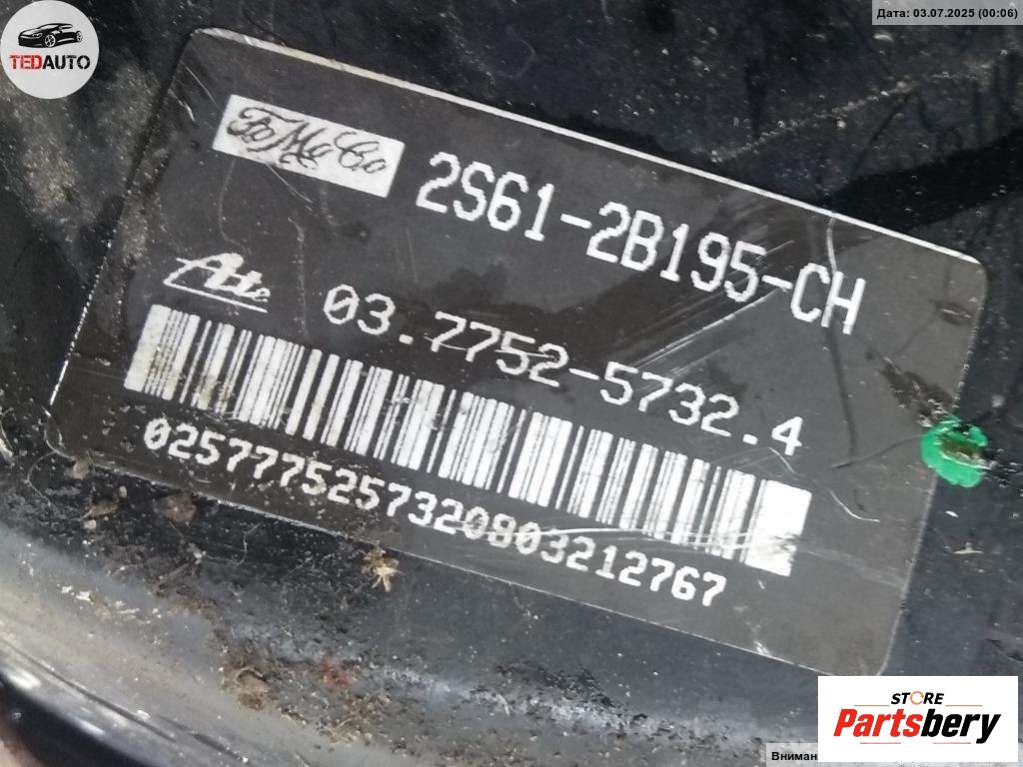 Дата: 03.07.2025 (00:06)
TEDAUTO
FoMoCo
2S61-2B195-CH
Ate
03.7752-5732.4
0257775257320803212767
STORE
Partsbery
Вниман